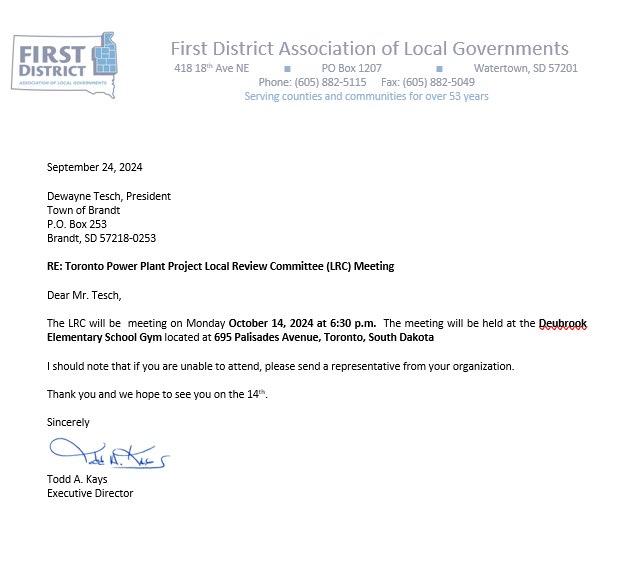 FIRST
DISTRICT
ASSOCIATION OF LOCAL GOVERNMENTS
First District Association of Local Governments
418 18th Ave NE ■ PO Box 1207 ■ Watertown, SD 57201
Phone: (605) 882-5115 Fax: (605) 882-5049
Serving counties and communities for over 53 years
September 24, 2024
Dewayne Tesch, President
Town of Brandt
P.O. Box 253
Brandt, SD 57218-0253
RE: Toronto Power Plant Project Local Review Committee (LRC) Meeting
Dear Mr. Tesch,
The LRC will be  meeting on Monday October 14, 2024 at 6:30 p.m.  The meeting will be held at the Deubrook
Elementary School Gym located at 695 Palisades Avenue, Toronto, South Dakota
I should note that if you are unable to attend, please send a representative from your organization.
Thank you and we hope to see you on the 14th.
Sincerely
Todd A. Kays
Todd A. Kays
Executive Director